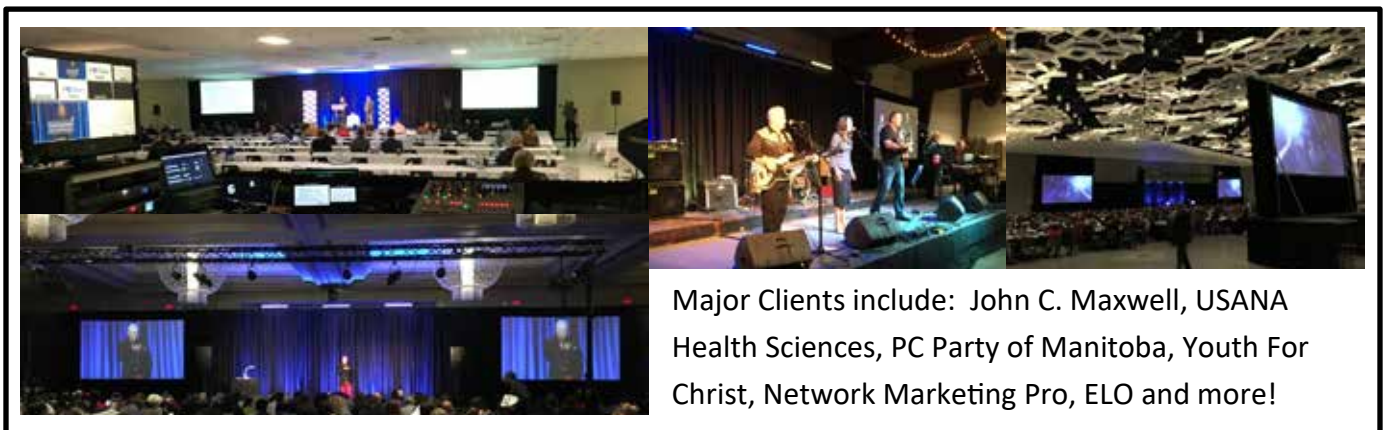 Major Clients include:  John C. Maxwell, USANA
Health Sciences, PC Party of Manitoba, Youth For
Christ, Network Marketing Pro, ELO and more!